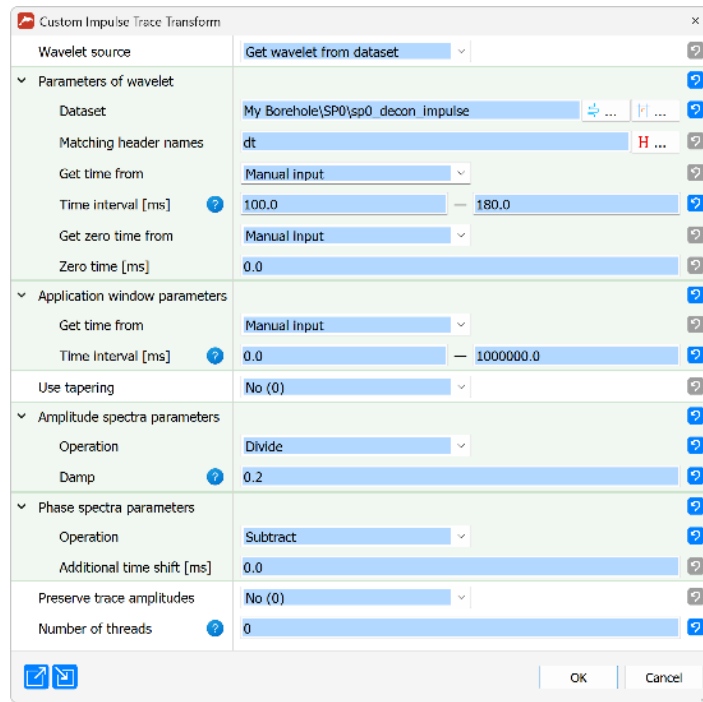 Custom Impulse Trace Transform
Wavelet source Get wavelet from dataset
Parameters of wavelet
Dataset My Borehole\SP0\sp0_decon_impulse ... ...
Matching header names dt H ...
Get time from Manual input
Time interval [ms] ? 100.0 — 180.0
Get zero time from Manual input
Zero time [ms] 0.0
Application window parameters
Get time from Manual input
Time interval [ms] ? 0.0 — 1000000.0
Use tapering No (0)
Amplitude spectra parameters
Operation Divide
Damp ? 0.2
Phase spectra parameters
Operation Subtract
Additional time shift [ms] 0.0
Preserve trace amplitudes No (0)
Number of threads ? 0
OK Cancel